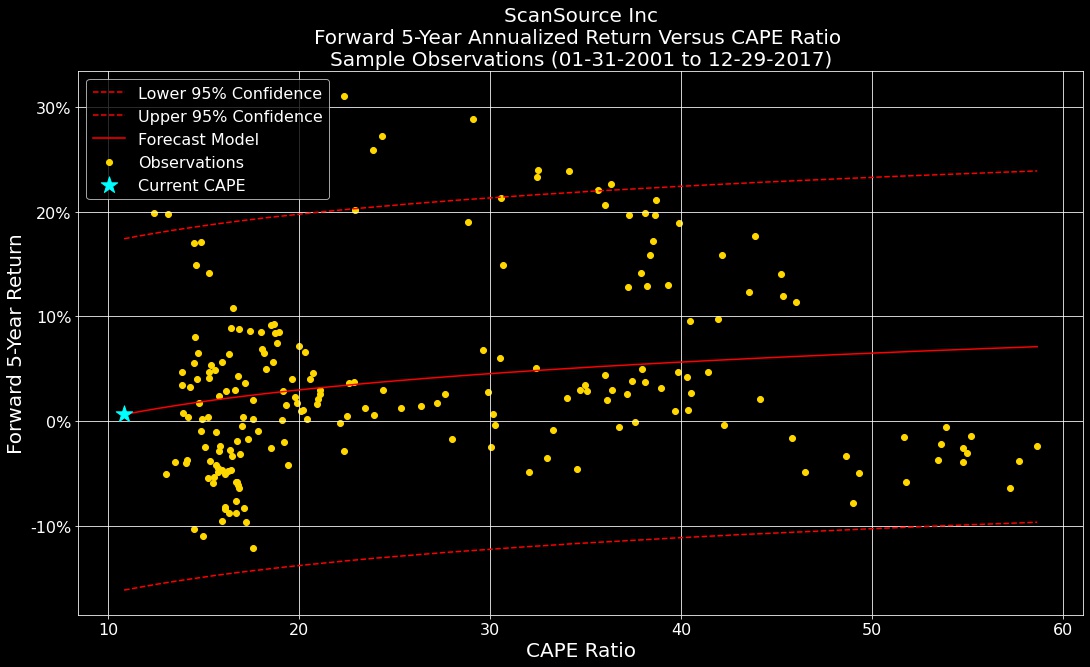 ScanSource Inc
Forward 5-Year Annualized Return Versus CAPE Ratio
Sample Observations (01-31-2001 to 12-29-2017)
Lower 95% Confidence
Upper 95% Confidence
Forecast Model
Observations
Current CAPE
Forward 5-Year Return
30%
20%
10%
0%
-10%
10 20 30 40 50 60
CAPE Ratio